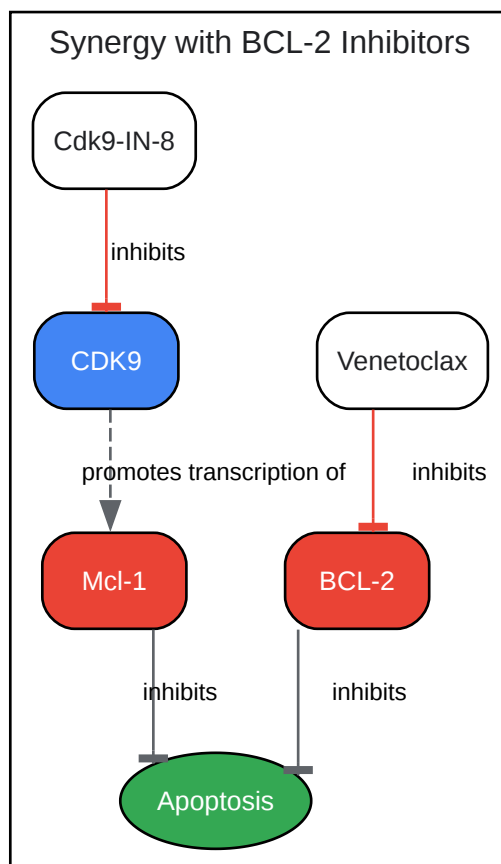 Synergy with BCL-2 Inhibitors
Cdk9-IN-8
inhibits
CDK9
Venetoclax
promotes transcription of
inhibits
Mcl-1
BCL-2
inhibits
inhibits
Apoptosis